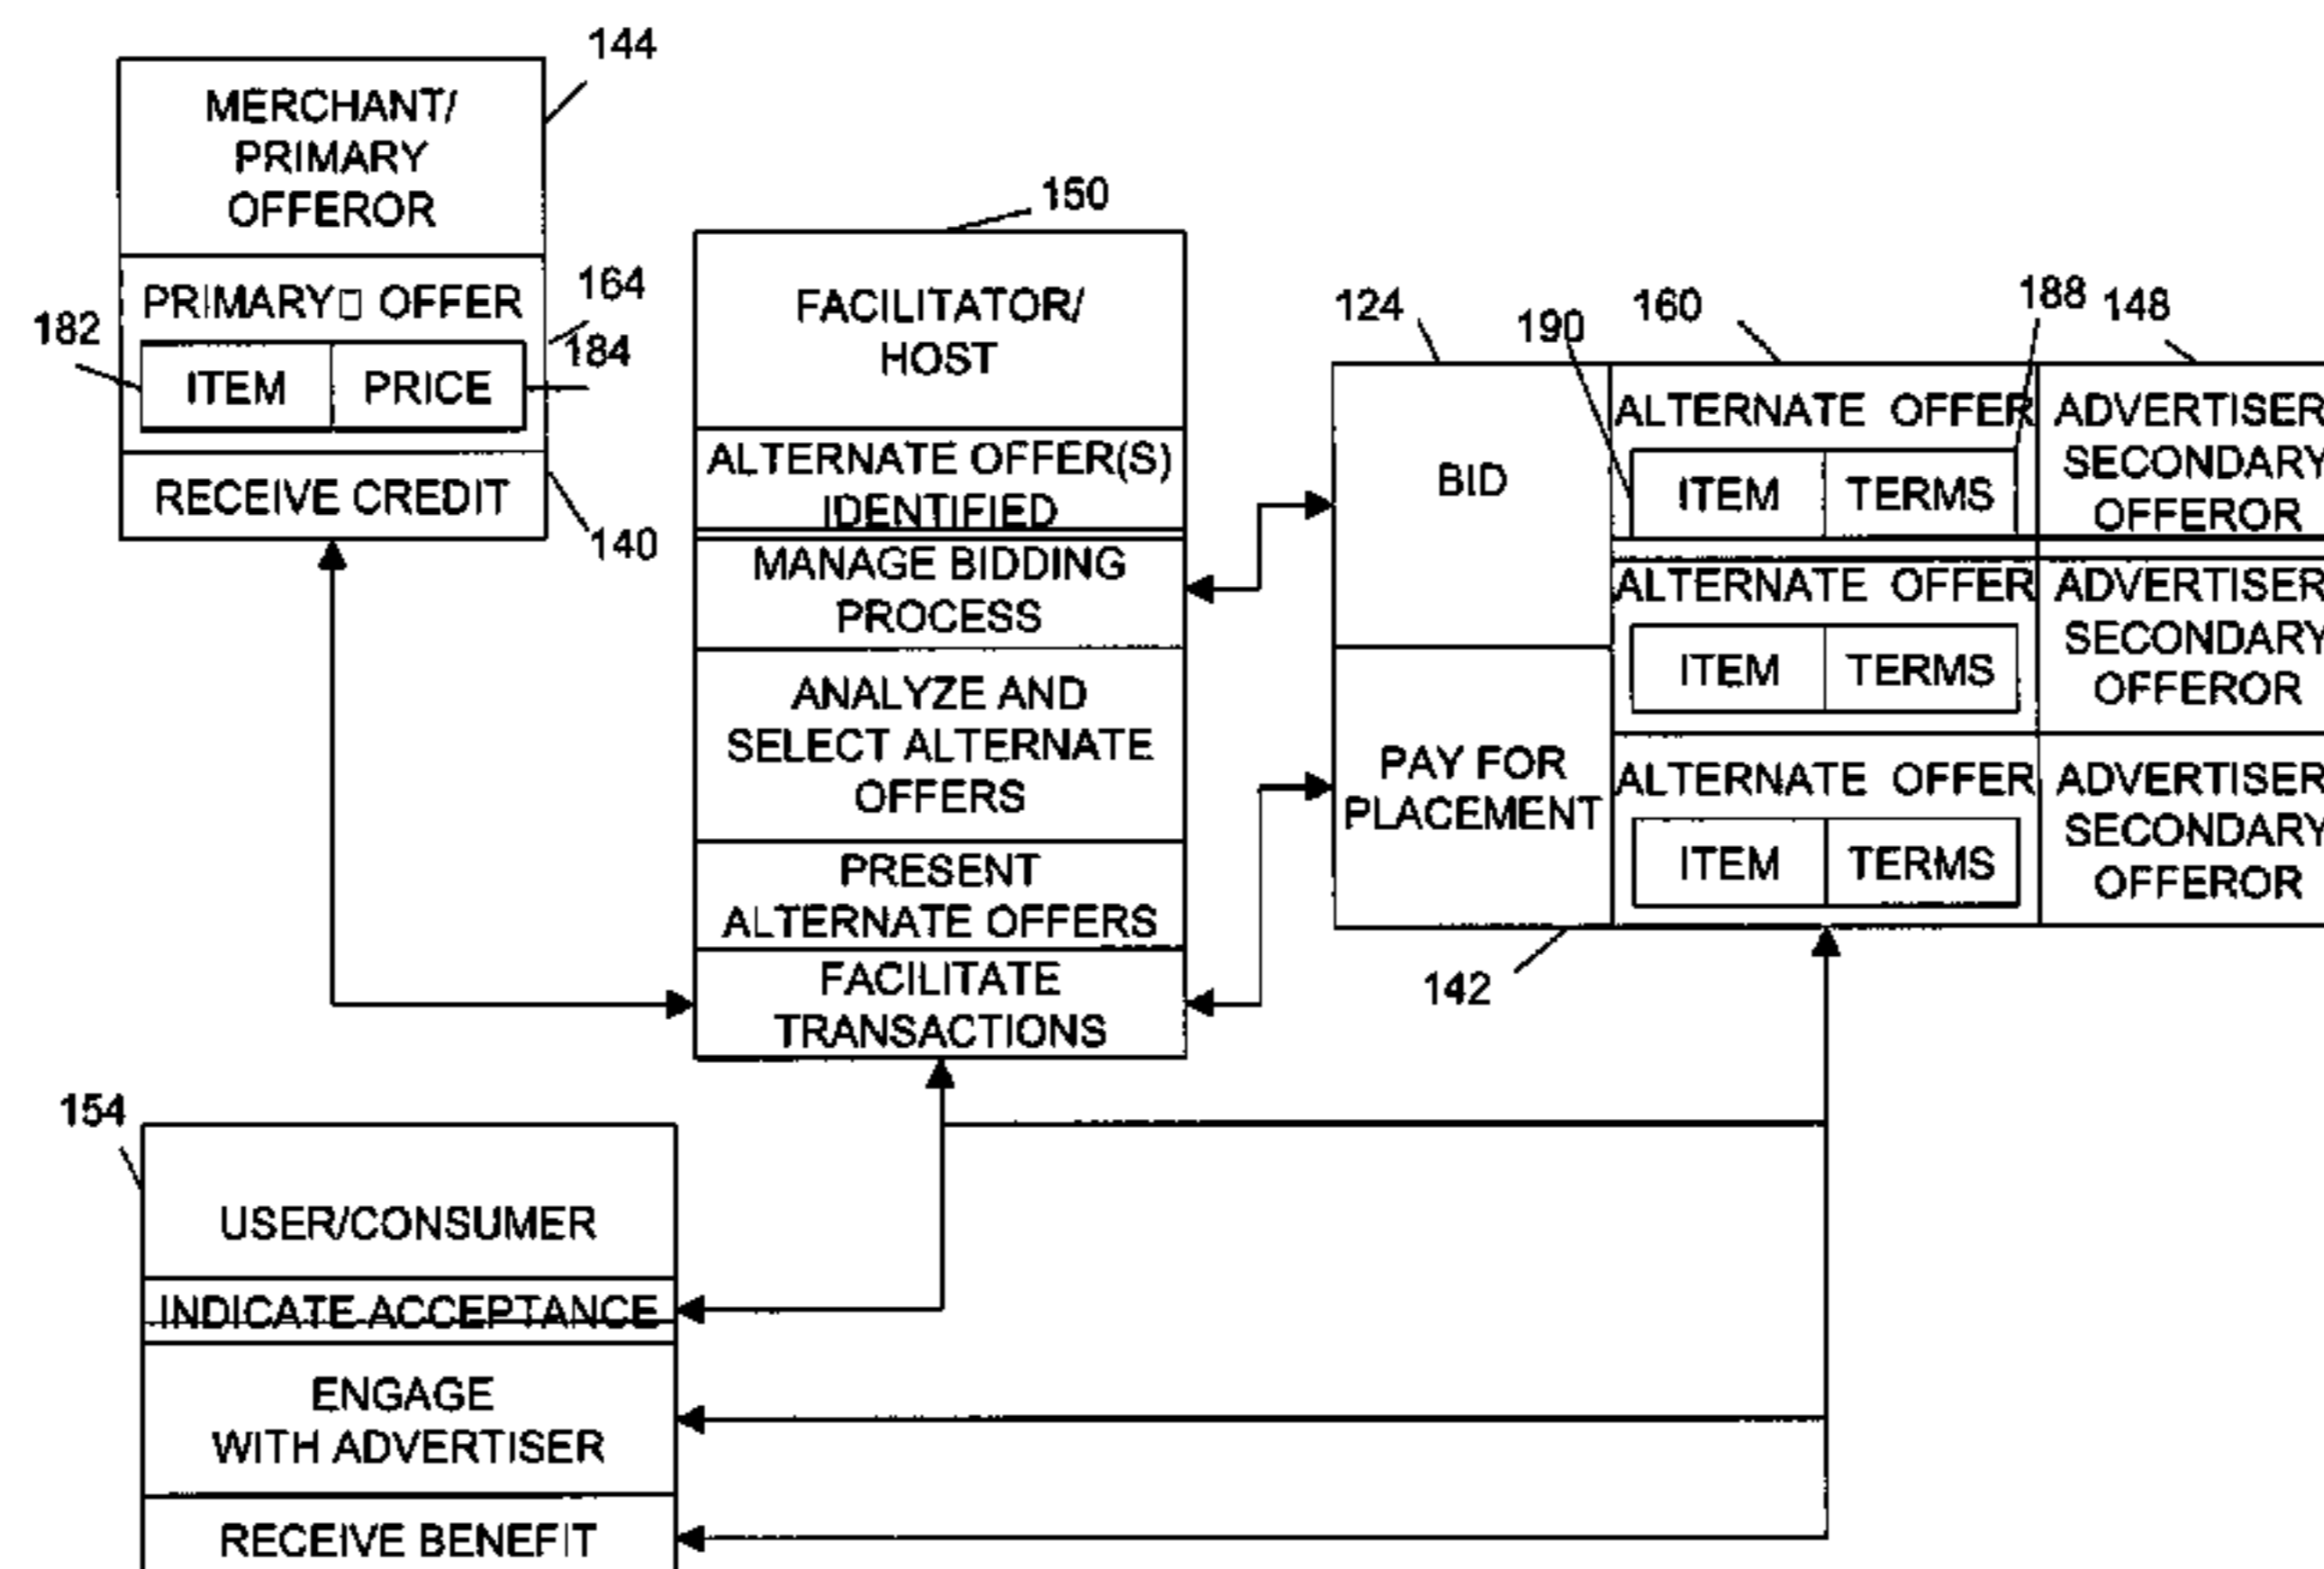 144
MERCHANT/
PRIMARY
OFFEROR
PRIMARY OFFER
164
182
184
ITEM PRICE
RECEIVE CREDIT
140
150
FACILITATOR/
HOST
ALTERNATE OFFER(S)
IDENTIFIED
MANAGE BIDDING
PROCESS
ANALYZE AND
SELECT ALTERNATE
OFFERS
PRESENT
ALTERNATE OFFERS
FACILITATE
TRANSACTIONS
124
190
160
188
148
BID
PAY FOR
PLACEMENT
142
ALTERNATE OFFER
ITEM TERMS
ADVERTISER
SECONDARY
OFFEROR
ALTERNATE OFFER
ITEM TERMS
ADVERTISER
SECONDARY
OFFEROR
ALTERNATE OFFER
ITEM TERMS
ADVERTISER
SECONDARY
OFFEROR
154
USER/CONSUMER
INDICATE ACCEPTANCE
ENGAGE
WITH ADVERTISER
RECEIVE BENEFIT